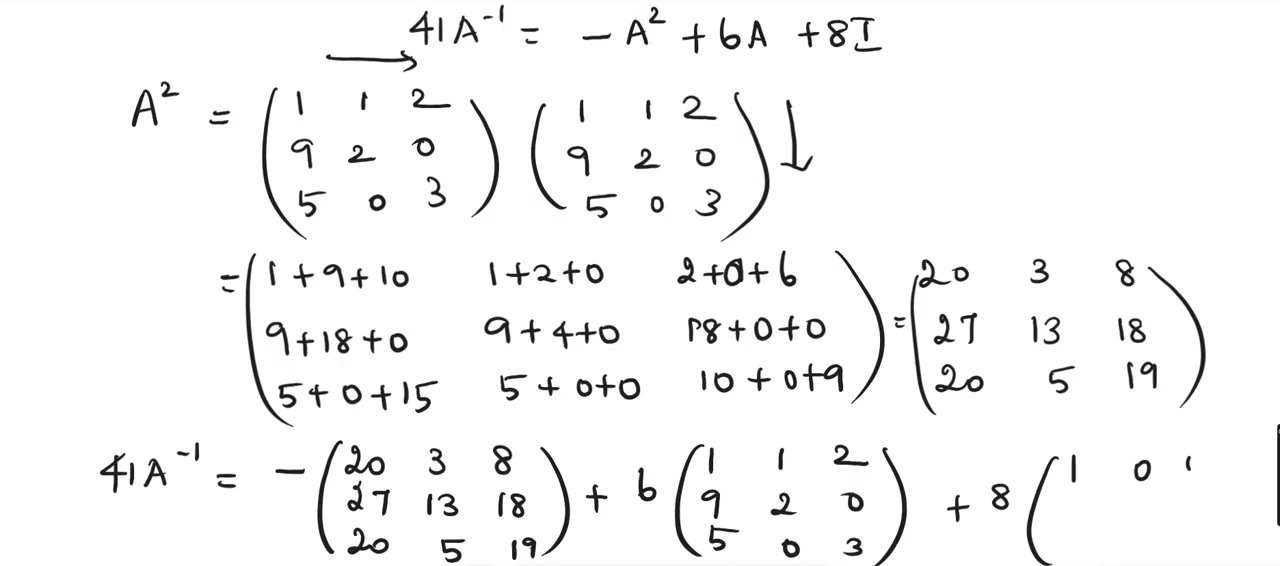 41A⁻¹ = - A² + 6A + 8I
A² = (1 1 2) (1 1 2)
9 2 0 9 2 0
5 0 3 5 0 3
= (1+9+10 1+2+0 2+0+6) = (20 3 8)
9+18+0 9+4+0 18+0+0 27 13 18
5+0+15 5+0+0 10+0+9 20 5 19
41A⁻¹ = - (20 3 8) + 6 (1 1 2) + 8 (1 0
27 13 18 9 2 0
20 5 19 5 0 3